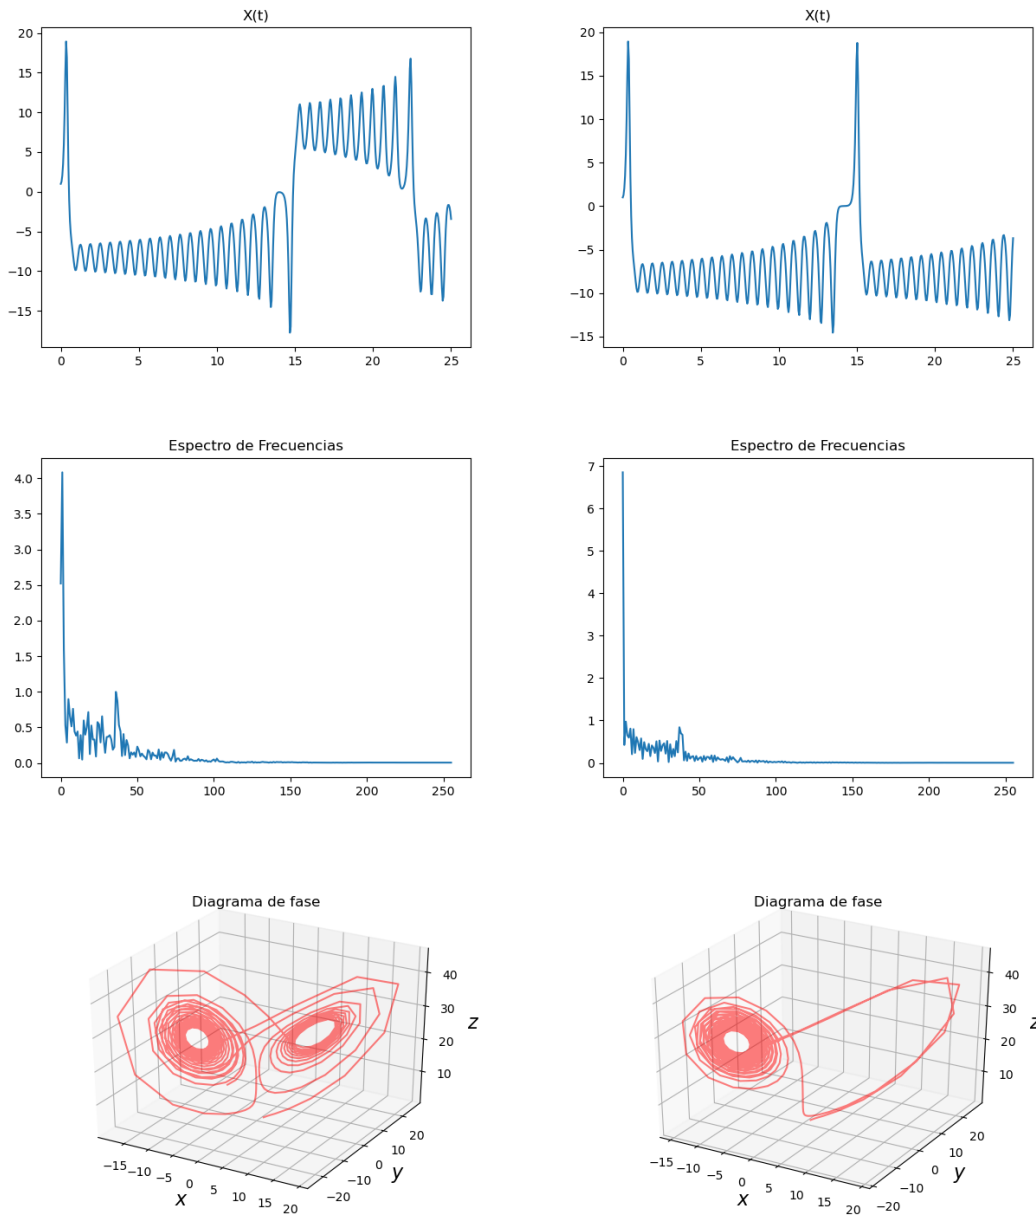 X(t)
20
15
10
5
0
−5
−10
−15
0 5 10 15 20 25
X(t)
20
15
10
5
0
−5
−10
−15
0 5 10 15 20 25
Espectro de Frecuencias
4.0
3.5
3.0
2.5
2.0
1.5
1.0
0.5
0.0
0 50 100 150 200 250
Espectro de Frecuencias
7
6
5
4
3
2
1
0
0 50 100 150 200 250
Diagrama de fase
40
30
z
20
10
20
10
0
y
−10
−20
−15 −10 −5 0 5 10 15 20
x
Diagrama de fase
40
30
z
20
10
20
10
0
y
−10
−20
−15 −10 −5 0 5 10 15 20
x